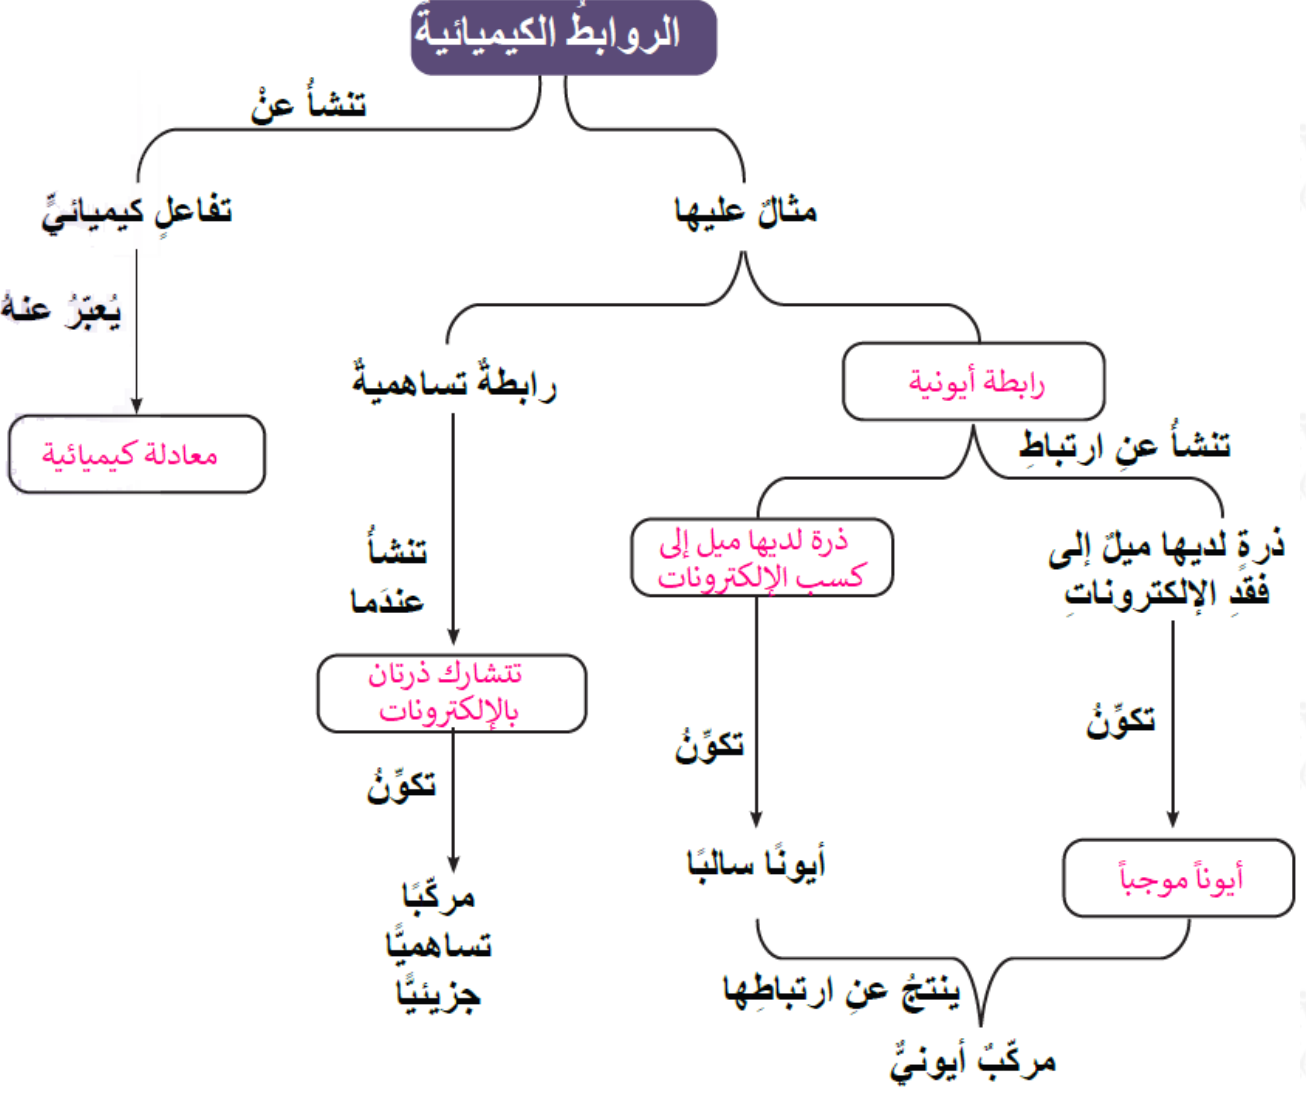 الروابطُ الكيميائيةُ
تنشأُ عنْ
مثالٌ عليها
تفاعلٍ كيميائيٍّ
يُعبّرُ عنهُ
معادلة كيميائية
رابطة أيونية
رابطةٌ تساهميةٌ
تنشأُ عنِ ارتباطِ
ذرةٍ لديها ميلٌ إلى
فقدِ الإلكتروناتِ
ذرة لديها ميل إلى
كسب الإلكترونات
تنشأُ
عندَما
تتشارك ذرتان
بالإلكترونات
تكوِّنُ
تكوِّنُ
تكوِّنُ
أيوناً موجباً
أيونًا سالبًا
مركّبًا
تساهميًّا
جزيئيًّا
ينتجُ عنِ ارتباطِها
مركّبٌ أيونيٌّ